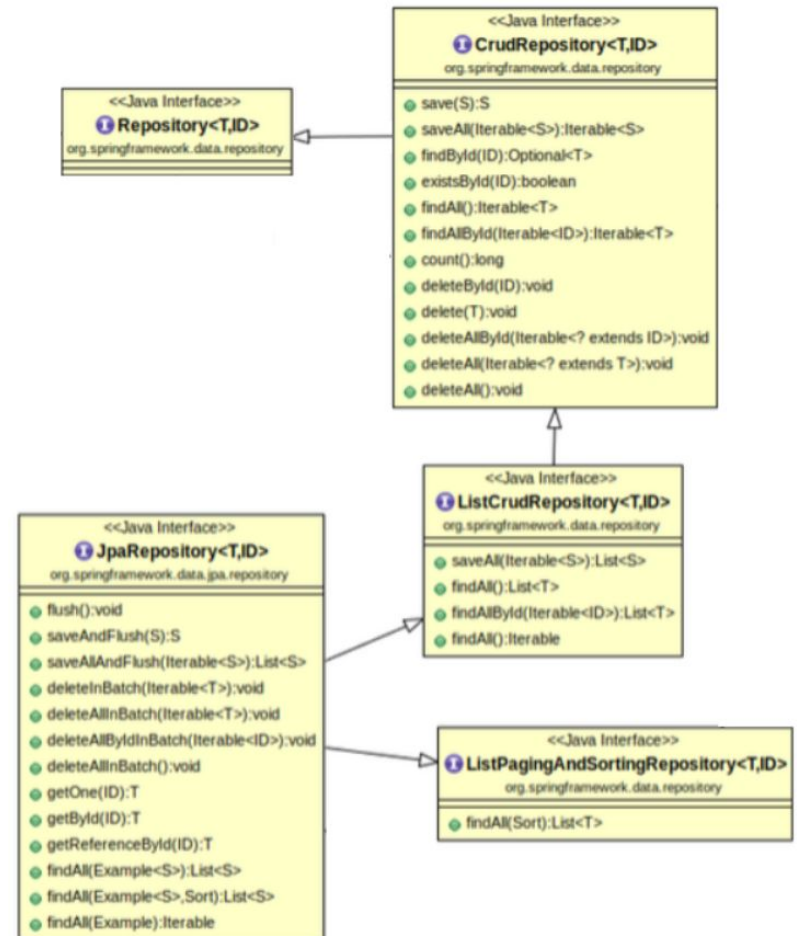 <<Java Interface>>
CrudRepository<T,ID>
org.springframework.data.repository
save(S):S
saveAll(Iterable<S>):Iterable<S>
findById(ID):Optional<T>
existsById(ID):boolean
findAll():Iterable<T>
findAllById(Iterable<ID>):Iterable<T>
count():long
deleteById(ID):void
delete(T):void
deleteAllById(Iterable<? extends ID>):void
deleteAll(Iterable<? extends T>):void
deleteAll():void
<<Java Interface>>
Repository<T,ID>
org.springframework.data.repository
<<Java Interface>>
ListCrudRepository<T,ID>
org.springframework.data.repository
saveAll(Iterable<S>):List<S>
findAll():List<T>
findAllById(Iterable<ID>):List<T>
findAll():Iterable
<<Java Interface>>
JpaRepository<T,ID>
org.springframework.data.jpa.repository
flush():void
saveAndFlush(S):S
saveAllAndFlush(Iterable<S>):List<S>
deleteInBatch(Iterable<T>):void
deleteAllInBatch(Iterable<T>):void
deleteAllByIdInBatch(Iterable<ID>):void
deleteAllInBatch():void
getOne(ID):T
getById(ID):T
getReferenceById(ID):T
findAll(Example<S>):List<S>
findAll(Example<S>,Sort):List<S>
findAll(Example):Iterable
<<Java Interface>>
ListPagingAndSortingRepository<T,ID>
org.springframework.data.repository
findAll(Sort):List<T>